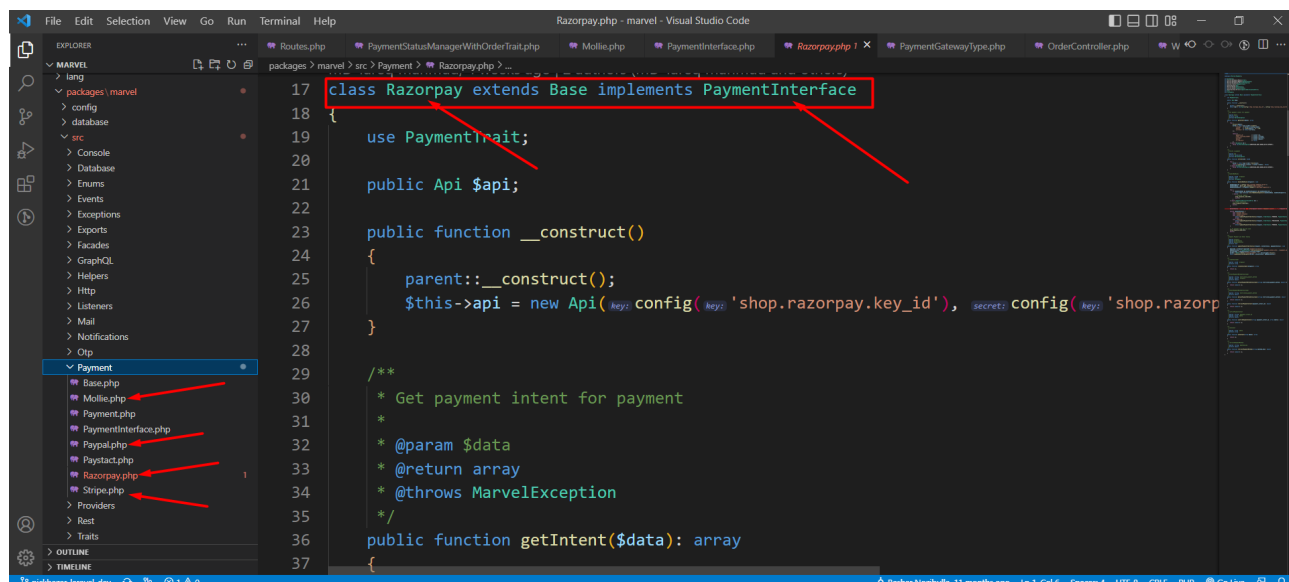 File Edit Selection View Go Run Terminal Help
Razorpay.php - marvel - Visual Studio Code
EXPLORER
Routes.php PaymentStatusManagerWithOrderTrait.php Mollie.php PaymentInterface.php Razorpay.php 1 PaymentGatewayType.php OrderController.php W
MARVEL
packages > marvel > src > Payment > Razorpay.php > ...
lang
packages\marvel
config
database
src
Console
Database
Enums
Events
Exceptions
Exports
Facades
GraphQL
Helpers
Http
Listeners
Mail
Notifications
Otp
Payment
Base.php
Mollie.php
Payment.php
PaymentInterface.php
Paypal.php
Paystact.php
Razorpay.php 1
Stripe.php
Providers
Rest
Traits
OUTLINE
TIMELINE
17 class Razorpay extends Base implements PaymentInterface
18 {
19 use PaymentTrait;
20
21 public Api $api;
22
23 public function __construct()
24 {
25 parent::__construct();
26 $this->api = new Api( key: config( key: 'shop.razorpay.key_id'), secret: config( key: 'shop.razorp
27 }
28
29 /**
30 * Get payment intent for payment
31 *
32 * @param $data
33 * @return array
34 * @throws MarvelException
35 */
36 public function getIntent($data): array
37 {